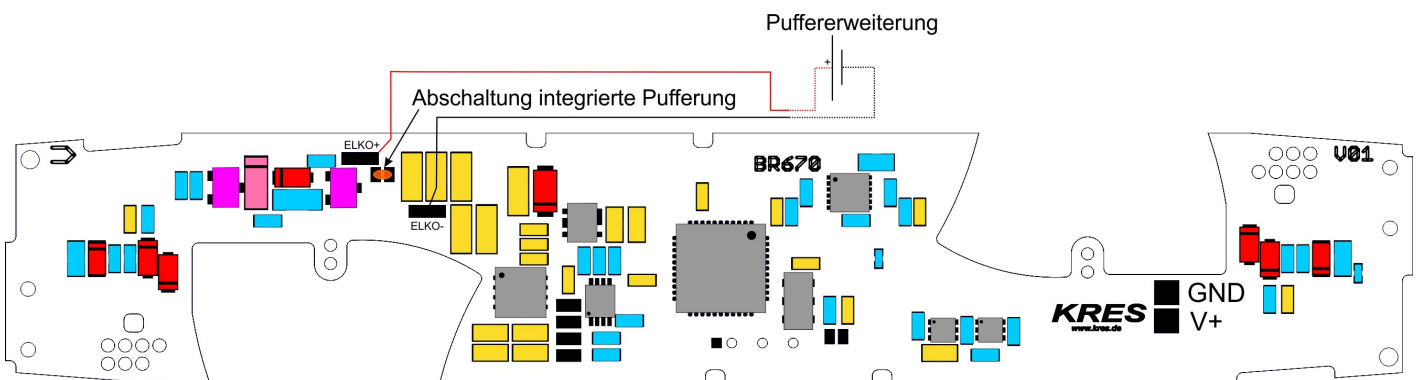 Puffererweiterung
+
Abschaltung integrierte Pufferung
ELKO+
ELKO-
BR670
V01
KRES
www.kres.de
GND
V+